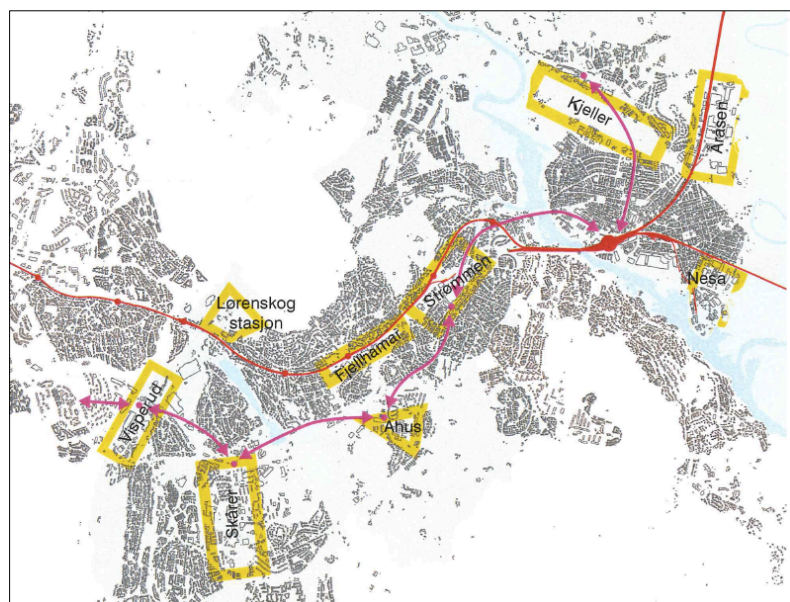 Kjeller
Åråsen
Nesa
Strømmen
Lørenskog
stasjon
Fjellhamar
Visperud
Ahus
Skårer